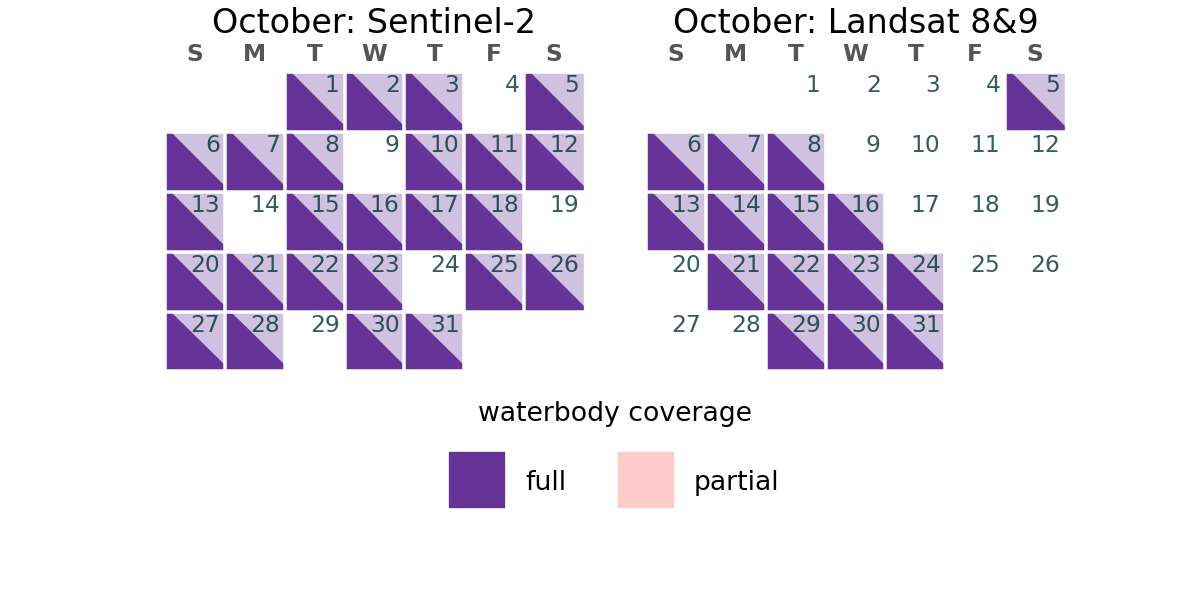 October: Sentinel-2
S M T W T F S
1 2 3 4 5
6 7 8 9 10 11 12
13 14 15 16 17 18 19
20 21 22 23 24 25 26
27 28 29 30 31
October: Landsat 8&9
S M T W T F S
1 2 3 4 5
6 7 8 9 10 11 12
13 14 15 16 17 18 19
20 21 22 23 24 25 26
27 28 29 30 31
waterbody coverage
full partial